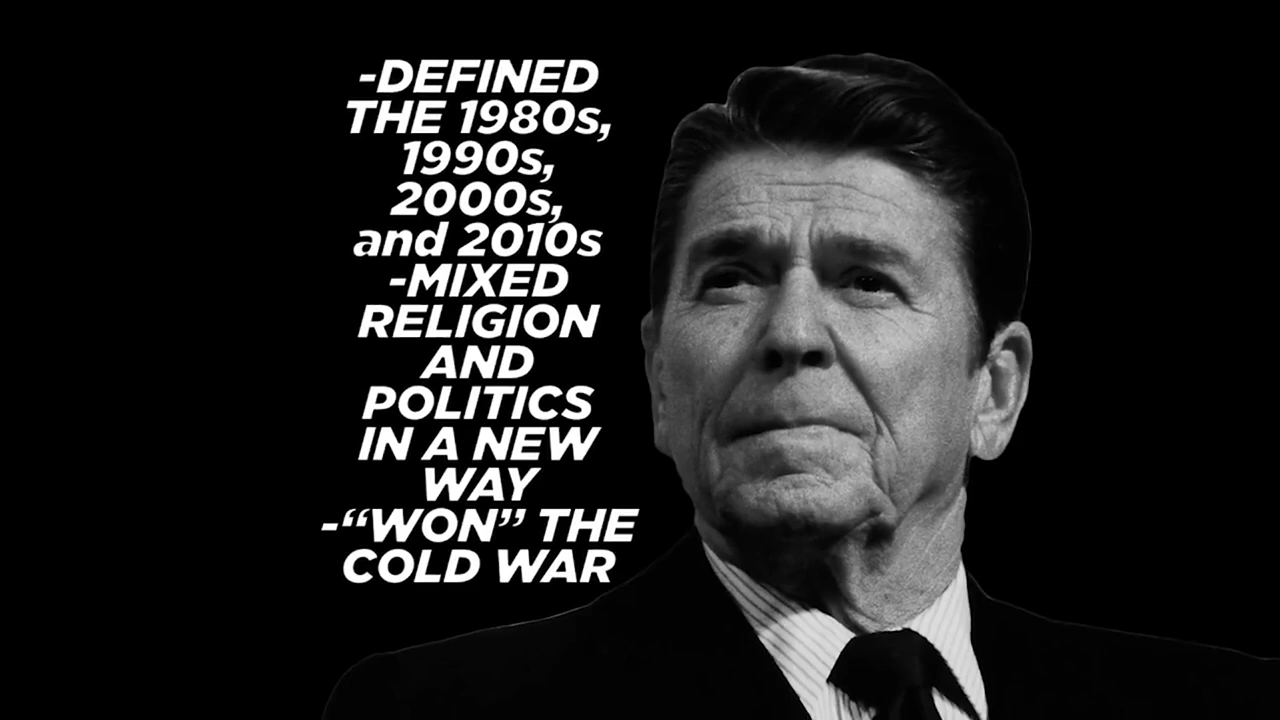 -DEFINED
THE 1980s,
1990s,
2000s,
and 2010s
-MIXED
RELIGION
AND
POLITICS
IN A NEW
WAY
-“WON” THE
COLD WAR